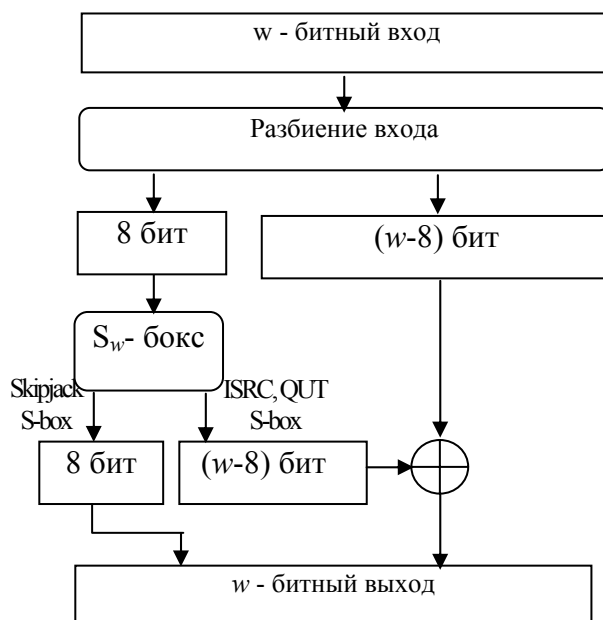 w - битный вход
Разбиение входа
8 бит
(w-8) бит
Sw- бокс
Skipjack
S-box
ISRC, QUT
S-box
8 бит
(w-8) бит
w - битный выход